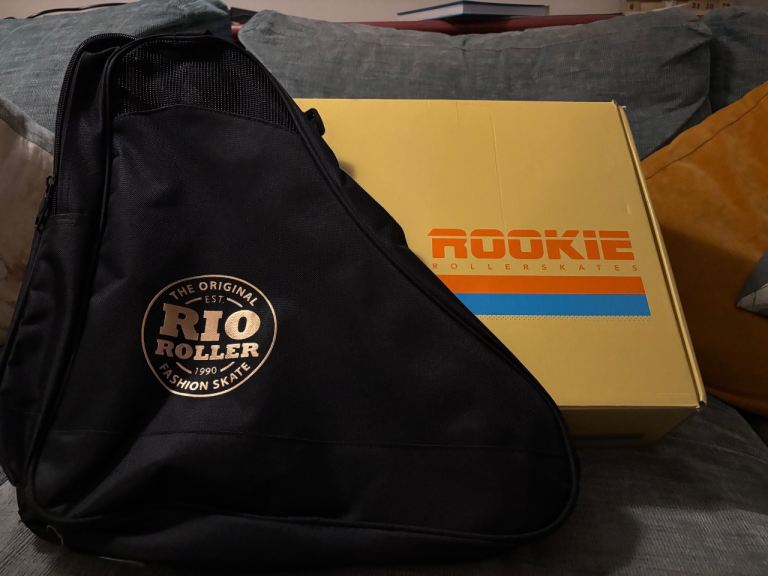 THE ORIGINAL
EST.
RIO
ROLLER
1990
FASHION SKATE
ROOKIE
ROLLERSKATES